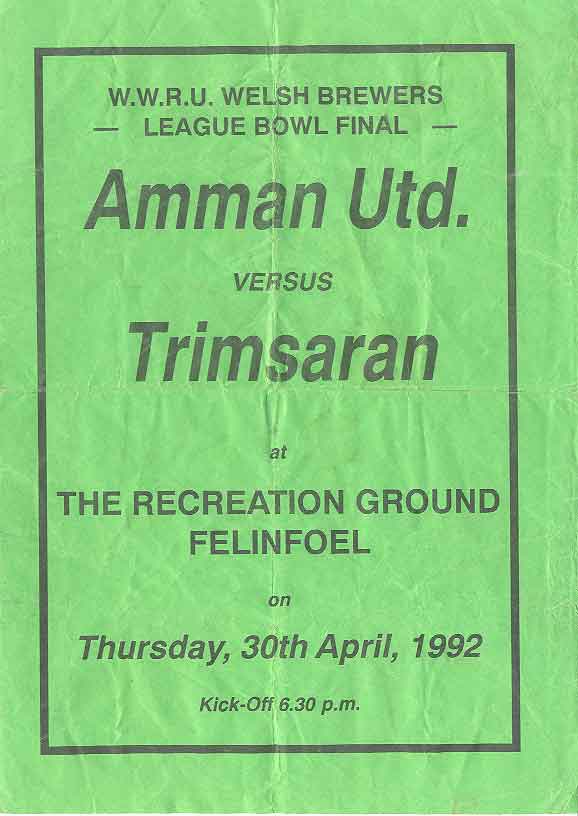 W.W.R.U. WELSH BREWERS
— LEAGUE BOWL FINAL —
Amman Utd.
VERSUS
Trimsaran
at
THE RECREATION GROUND
FELINFOEL
on
Thursday, 30th April, 1992
Kick-Off 6.30 p.m.